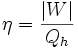 η = |W| / Q_h